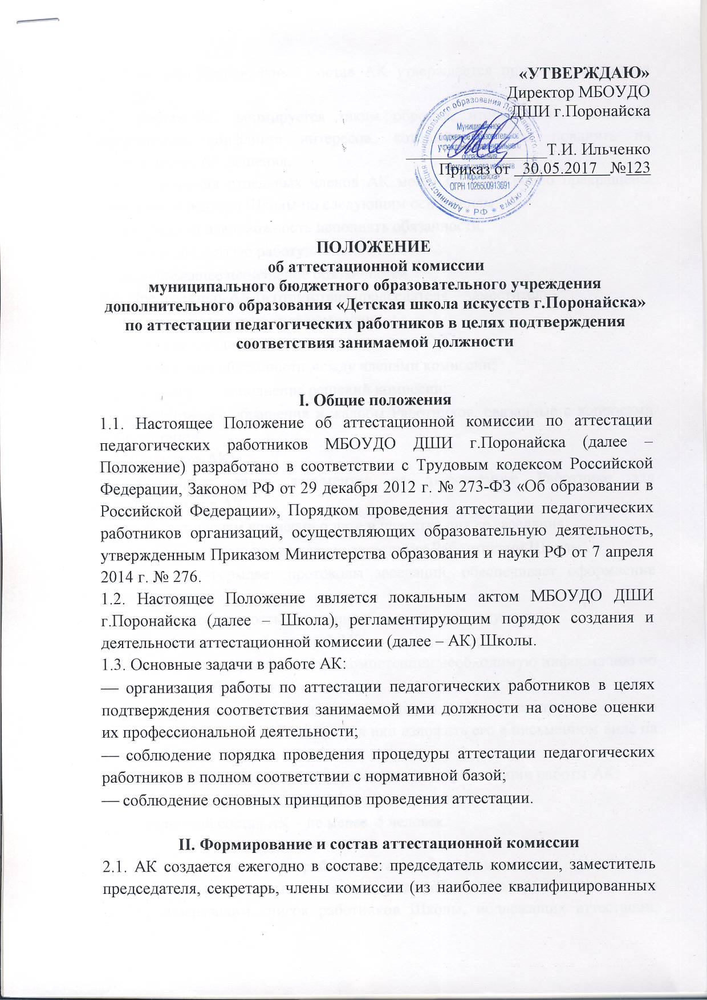 «УТВЕРЖДАЮ»
Директор МБОУДО
ДШИ г.Поронайска
Т.И. Ильченко
Приказ от 30.05.2017 №123
Администрация муниципального образования Поронайского городского округа * РФ *
Муниципальное
бюджетное образовательное
учреждение дополнительного
образования
«Детская школа искусств
г.Поронайска»
ОГРН 1026500913691
ПОЛОЖЕНИЕ
об аттестационной комиссии
муниципального бюджетного образовательного учреждения
дополнительного образования «Детская школа искусств г.Поронайска»
по аттестации педагогических работников в целях подтверждения
соответствия занимаемой должности
I. Общие положения
1.1. Настоящее Положение об аттестационной комиссии по аттестации
педагогических работников МБОУДО ДШИ г.Поронайска (далее –
Положение) разработано в соответствии с Трудовым кодексом Российской
Федерации, Законом РФ от 29 декабря 2012 г. № 273-ФЗ «Об образовании в
Российской Федерации», Порядком проведения аттестации педагогических
работников организаций, осуществляющих образовательную деятельность,
утвержденным Приказом Министерства образования и науки РФ от 7 апреля
2014 г. № 276.
1.2. Настоящее Положение является локальным актом МБОУДО ДШИ
г.Поронайска (далее – Школа), регламентирующим порядок создания и
деятельности аттестационной комиссии (далее – АК) Школы.
1.3. Основные задачи в работе АК:
— организация работы по аттестации педагогических работников в целях
подтверждения соответствия занимаемой ими должности на основе оценки
их профессиональной деятельности;
— соблюдение порядка проведения процедуры аттестации педагогических
работников в полном соответствии с нормативной базой;
— соблюдение основных принципов проведения аттестации.
II. Формирование и состав аттестационной комиссии
2.1. АК создается ежегодно в составе: председатель комиссии, заместитель
председателя, секретарь, члены комиссии (из наиболее квалифицированных